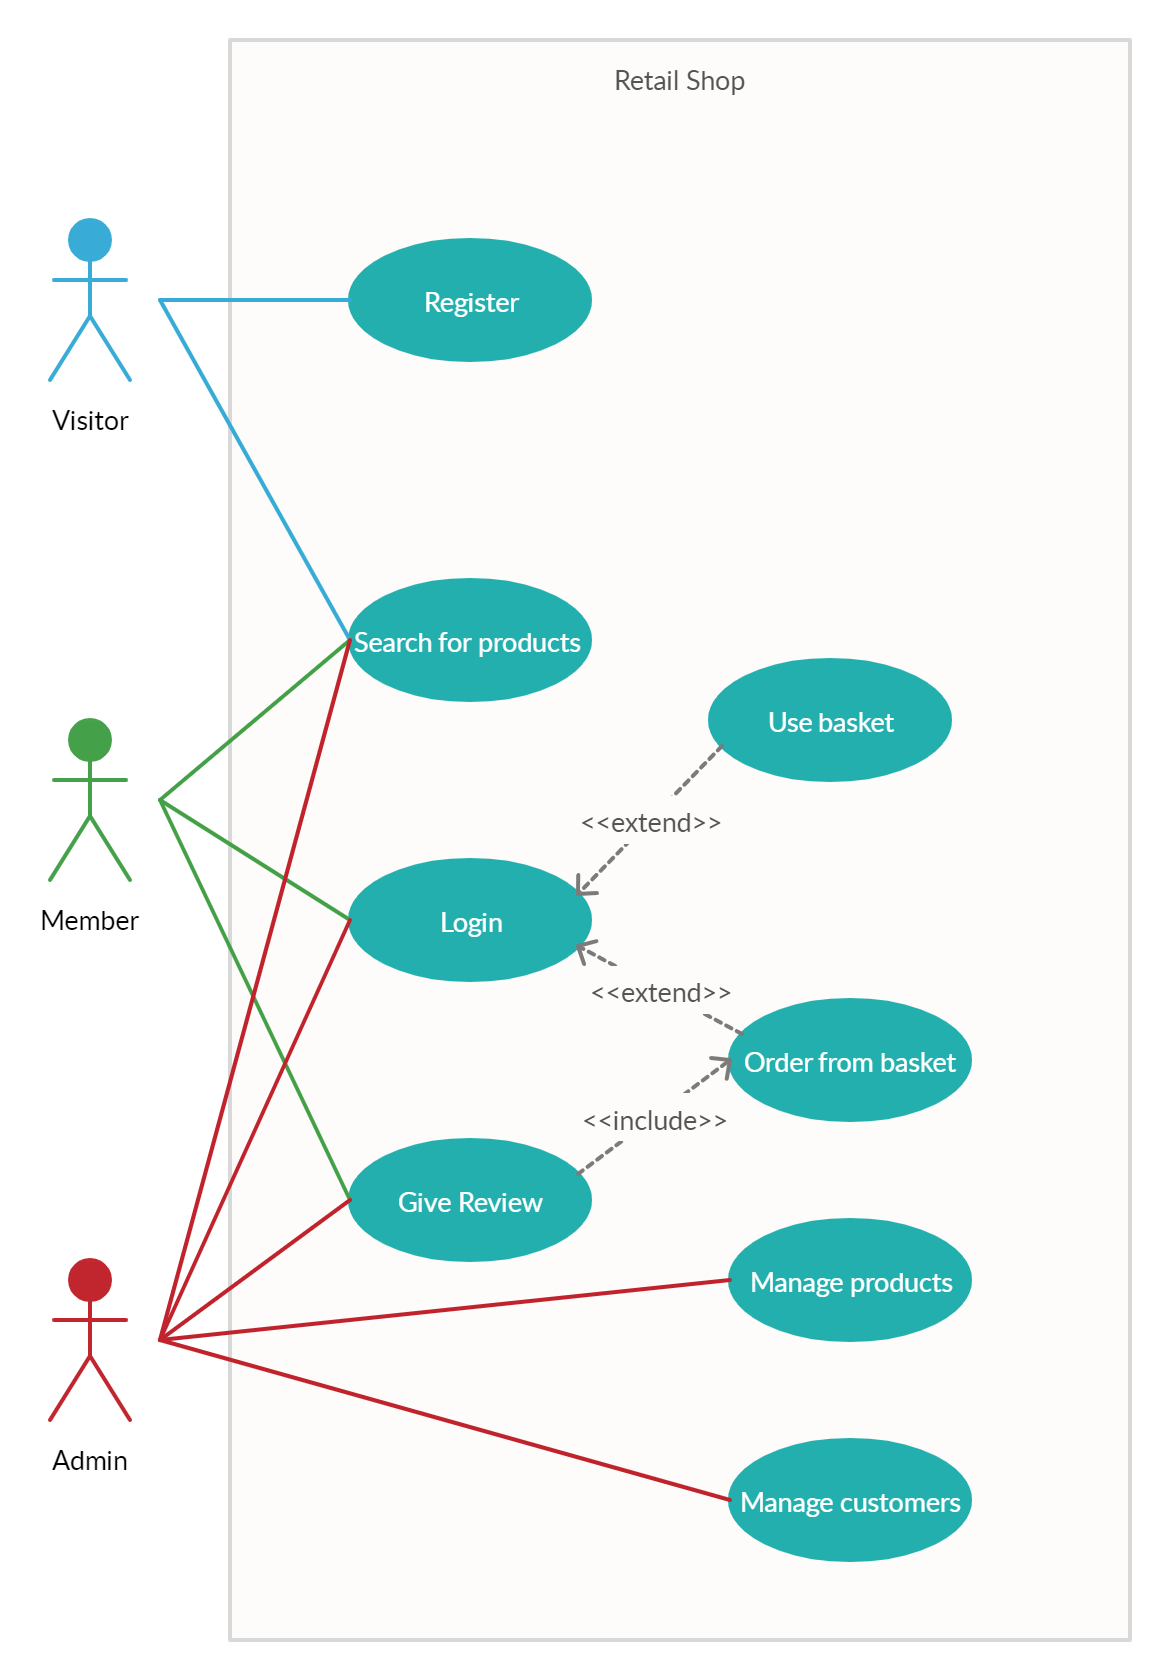 Retail Shop
Register
Visitor
Search for products
Use basket
<<extend>>
Member
Login
<<extend>>
Order from basket
<<include>>
Give Review
Manage products
Admin
Manage customers